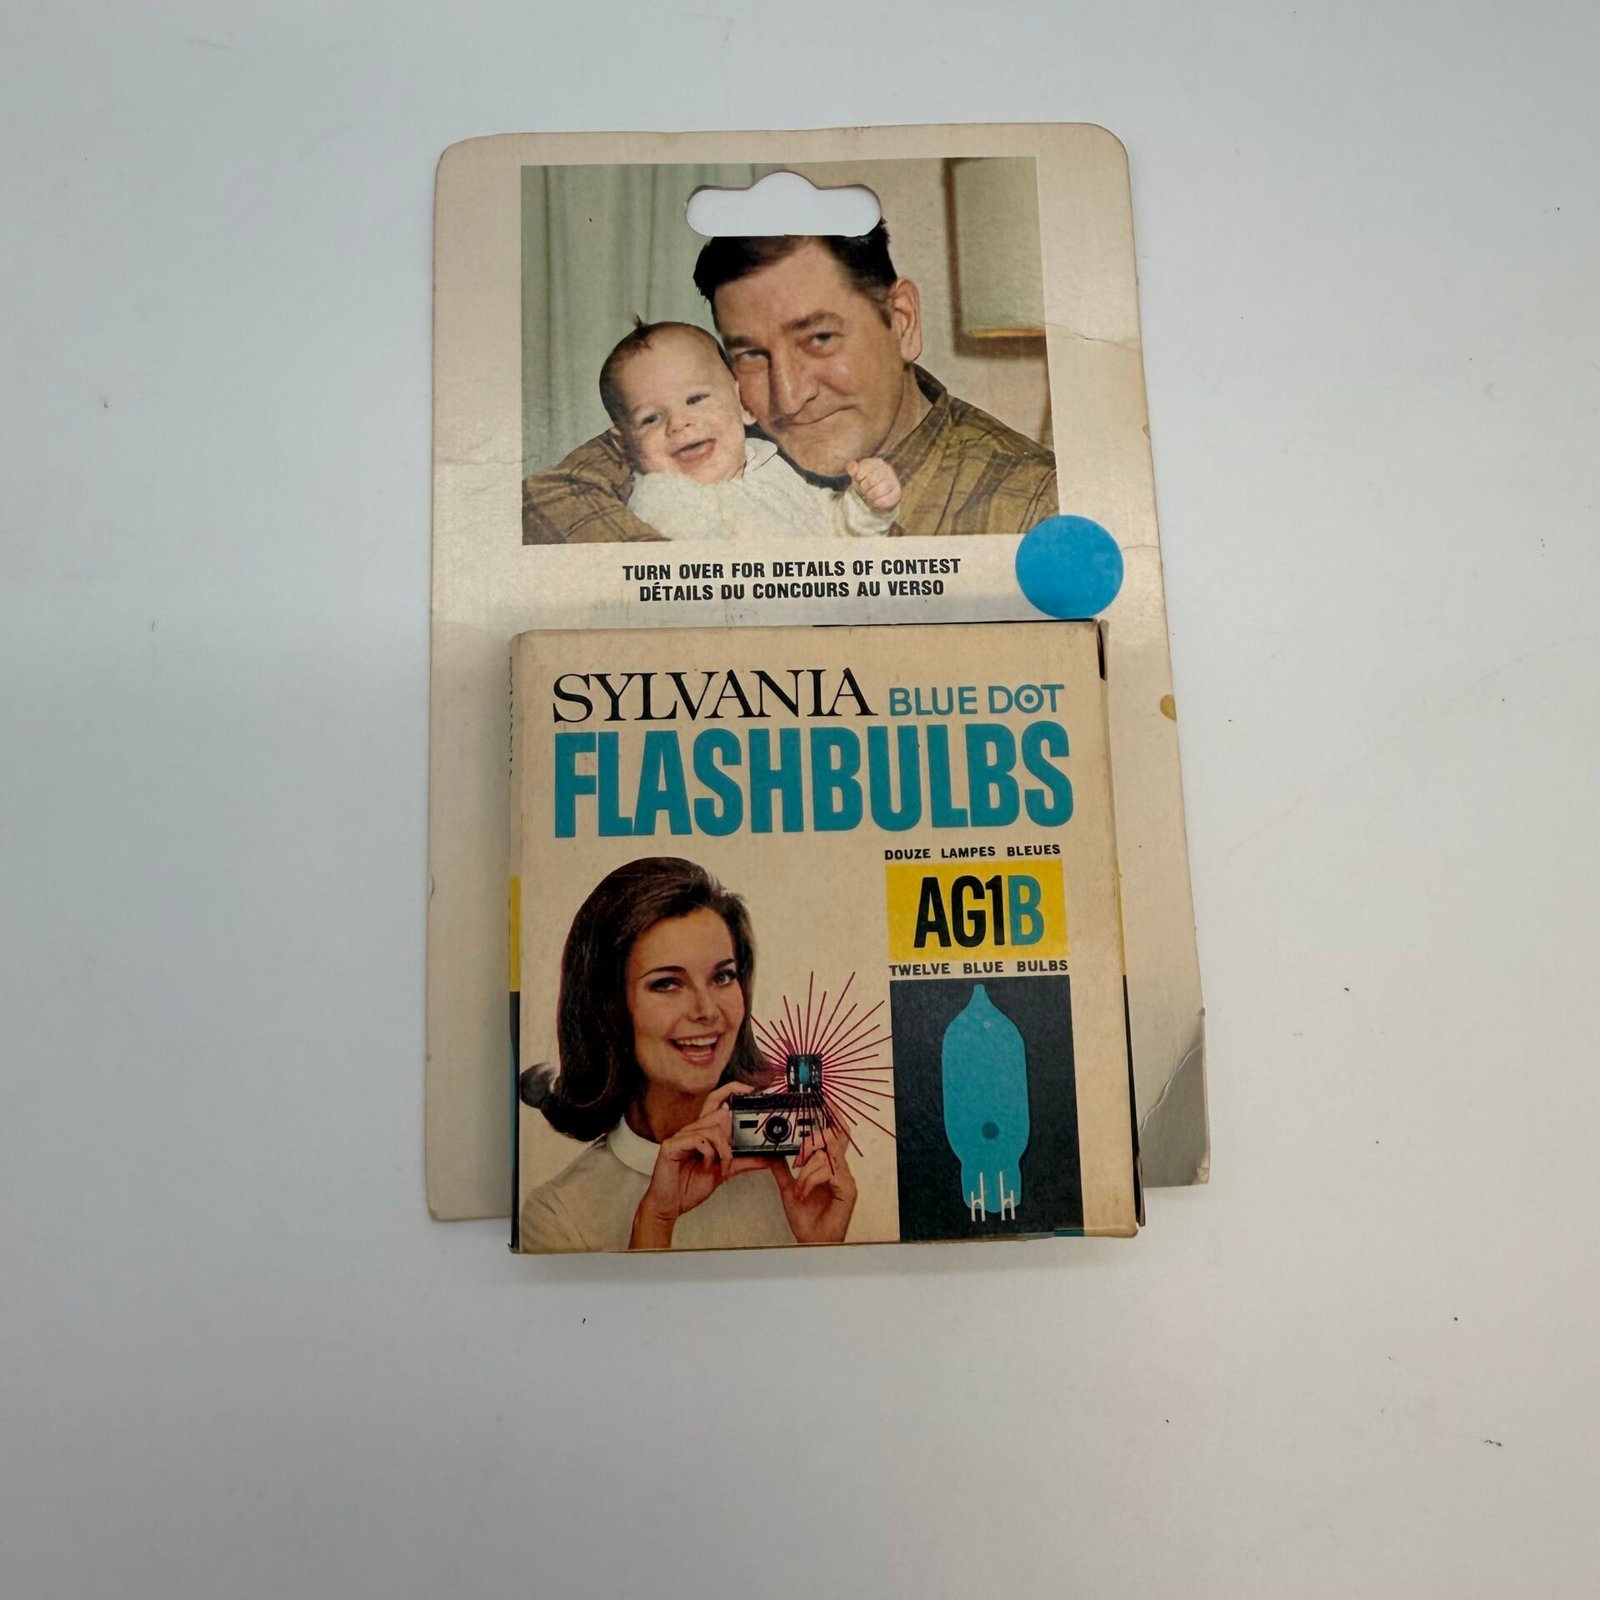 TURN OVER FOR DETAILS OF CONTEST
DÉTAILS DU CONCOURS AU VERSO
SYLVANIA BLUE DOT
FLASHBULBS
DOUZE LAMPES BLEUES
AG1B
TWELVE BLUE BULBS